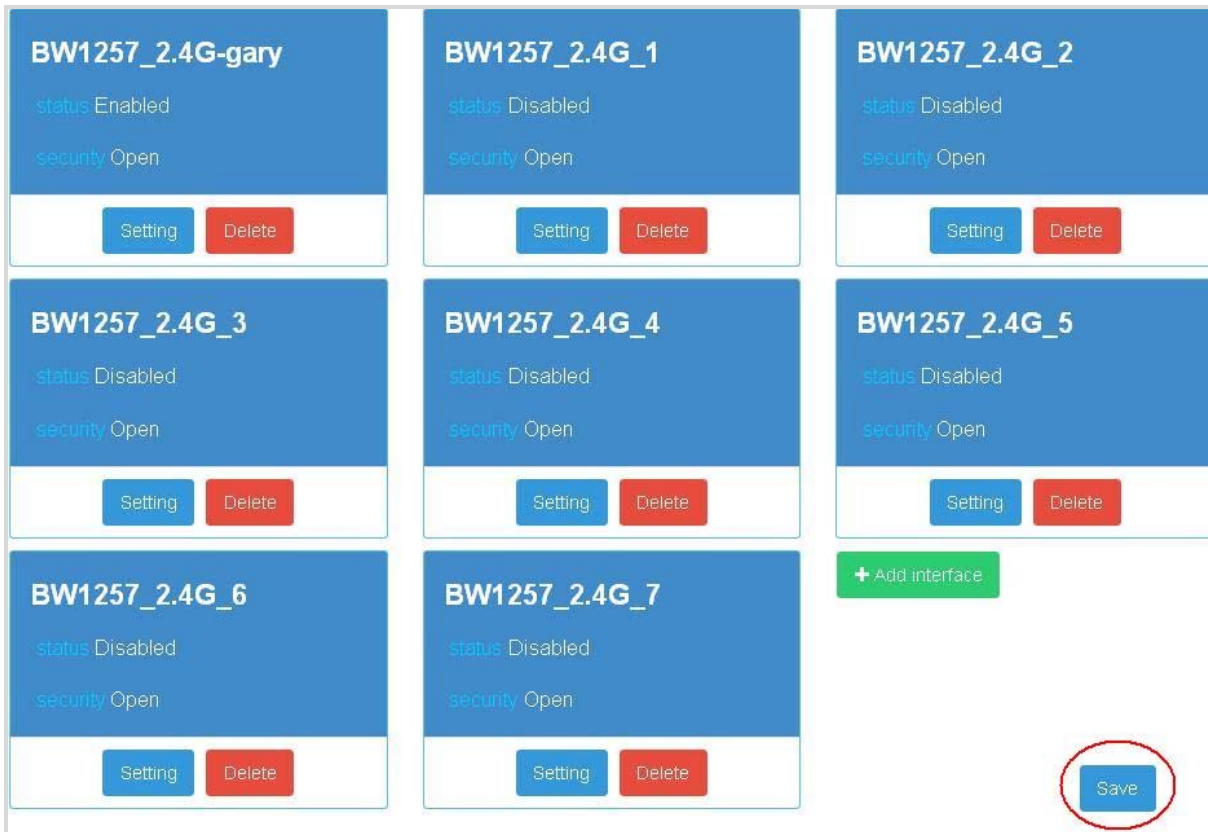 BW1257_2.4G-gary
status Enabled
security Open
Setting Delete
BW1257_2.4G_1
status Disabled
security Open
Setting Delete
BW1257_2.4G_2
status Disabled
security Open
Setting Delete
BW1257_2.4G_3
status Disabled
security Open
Setting Delete
BW1257_2.4G_4
status Disabled
security Open
Setting Delete
BW1257_2.4G_5
status Disabled
security Open
Setting Delete
BW1257_2.4G_6
status Disabled
security Open
Setting Delete
BW1257_2.4G_7
status Disabled
security Open
Setting Delete
+ Add interface
Save